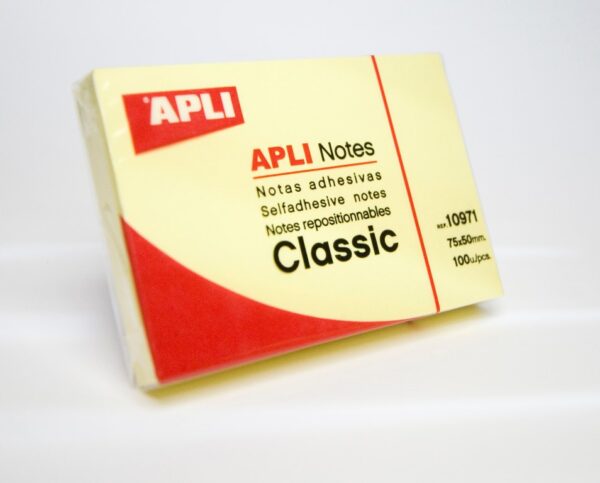 APLI
APLI Notes
Notas adhesivas
Selfadhesive notes
Notes repositionnables
Classic
REF. 10971
75x50mm.
100u./pcs.